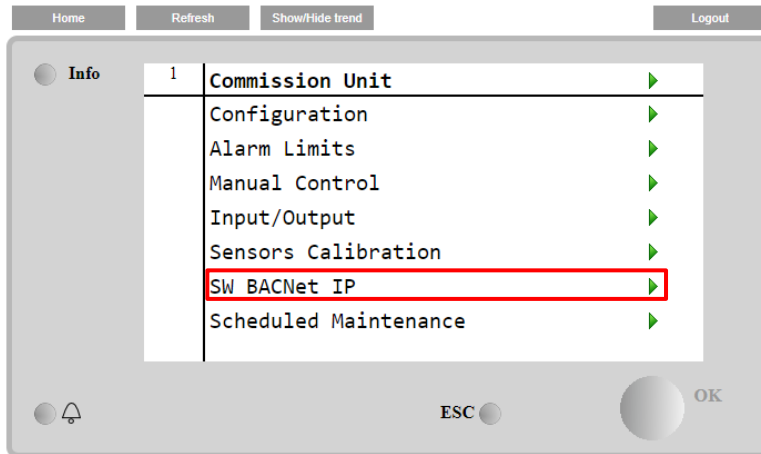 Home Refresh Show/Hide trend Logout
Info
1 Commission Unit
Configuration
Alarm Limits
Manual Control
Input/Output
Sensors Calibration
SW BACNet IP
Scheduled Maintenance
ESC OK